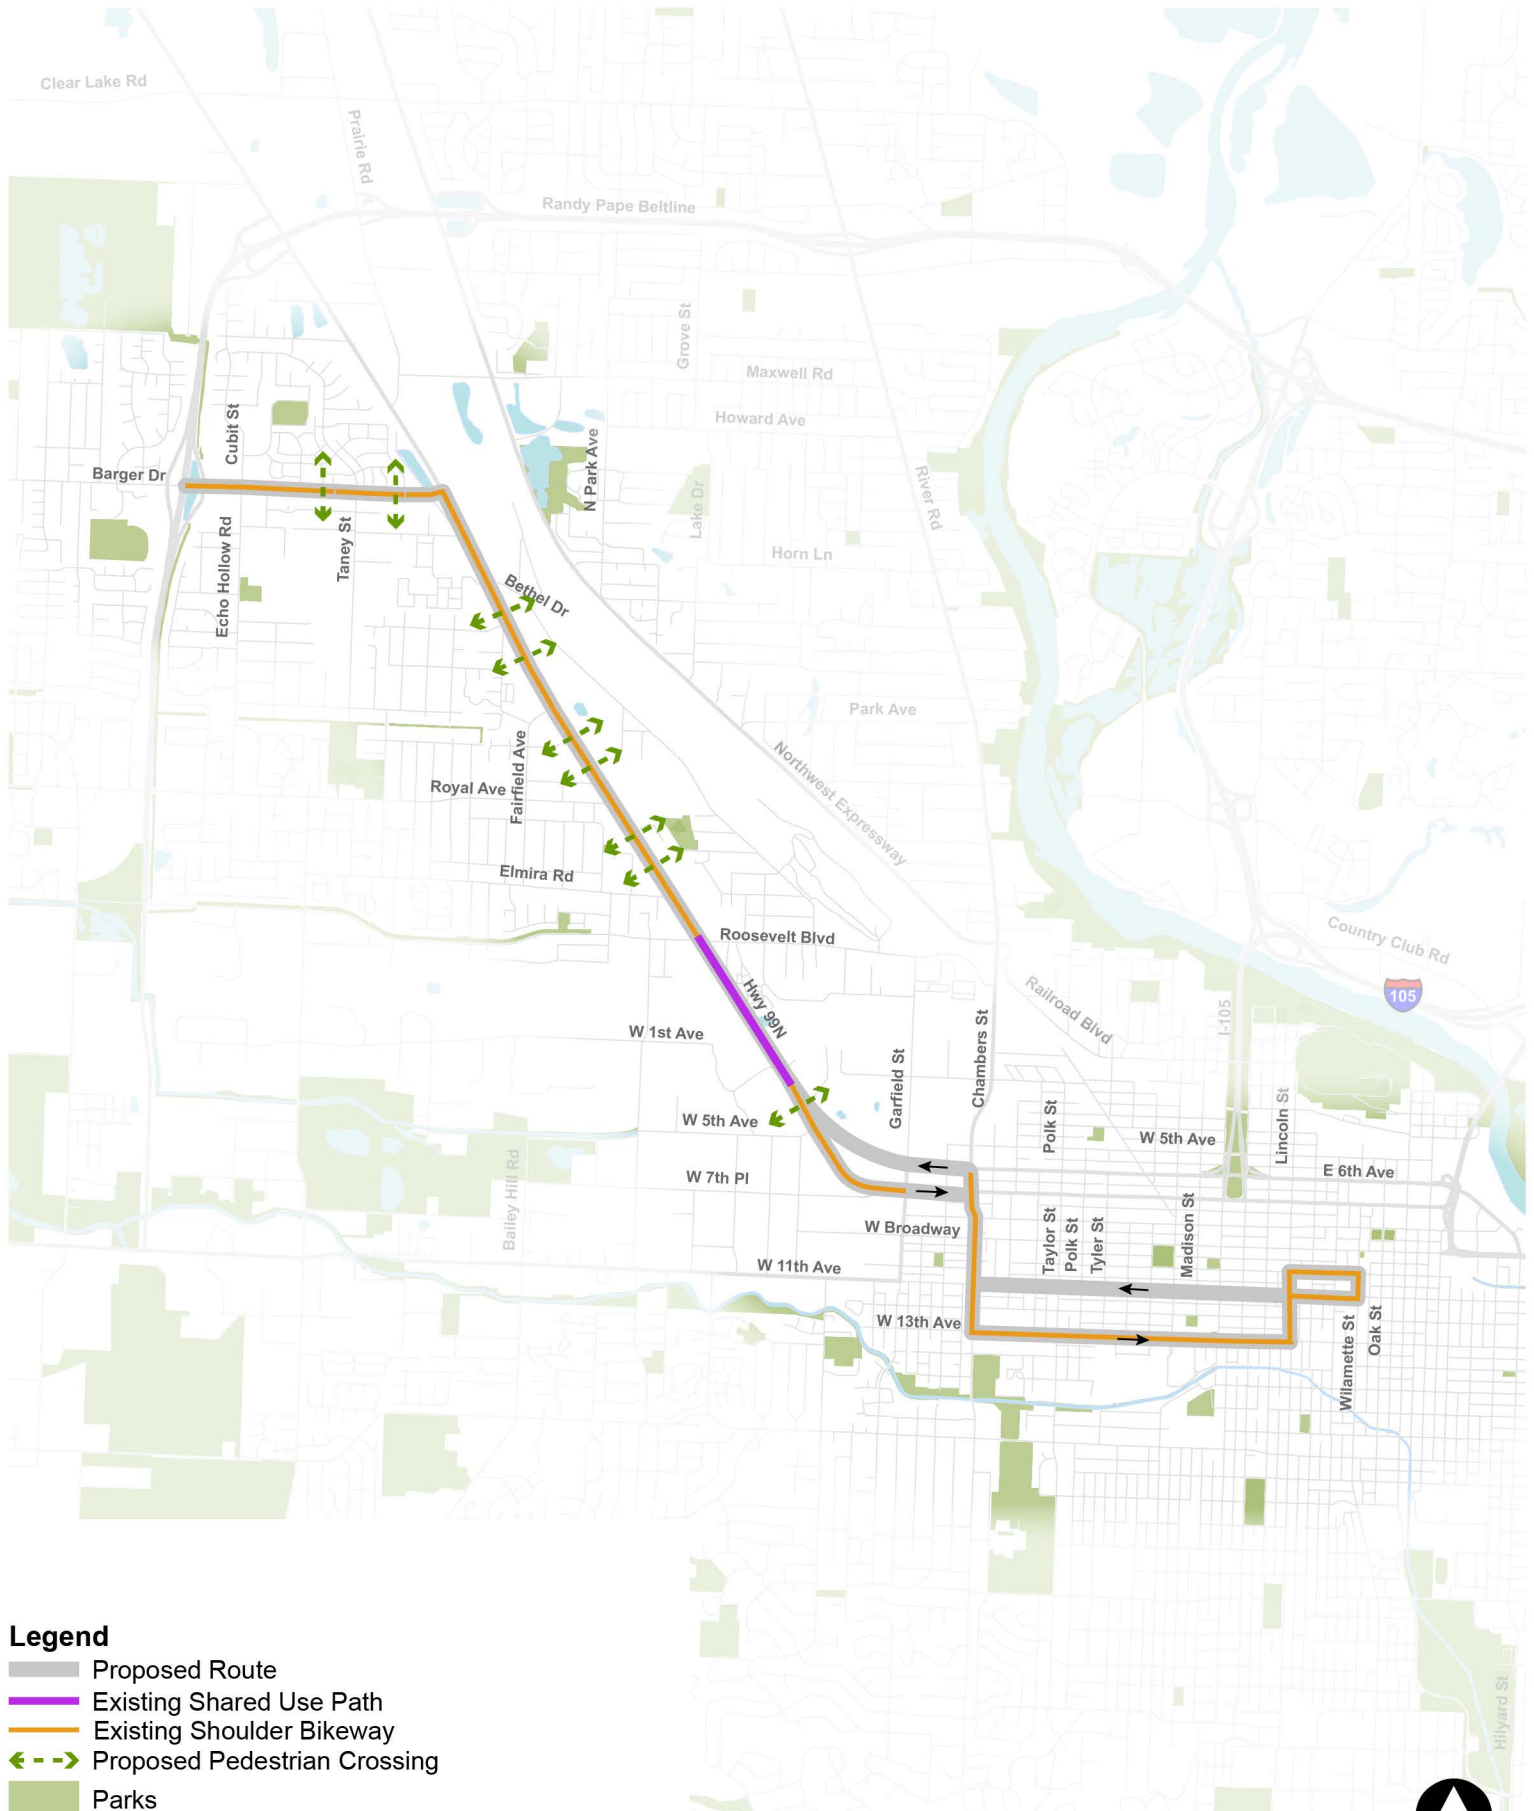 Clear Lake Rd
Prairie Rd
Randy Pape Beltline
Grove St
Maxwell Rd
Howard Ave
Cubit St
N Park Ave
Barger Dr
Lake Dr
River Rd
Echo Hollow Rd
Taney St
Horn Ln
Bethel Dr
Park Ave
Fairfield Ave
Royal Ave
Northwest Expressway
Elmira Rd
Roosevelt Blvd
Country Club Rd
105
Hwy 99N
Railroad Blvd
I-105
W 1st Ave
Garfield St
Chambers St
Polk St
Lincoln St
W 5th Ave
W 5th Ave
E 6th Ave
W 7th Pl
Bailey Hill Rd
W Broadway
Taylor St
Polk St
Tyler St
Madison St
W 11th Ave
W 13th Ave
Wilamette St
Oak St
Hilyard St
Legend
Proposed Route
Existing Shared Use Path
Existing Shoulder Bikeway
Proposed Pedestrian Crossing
Parks